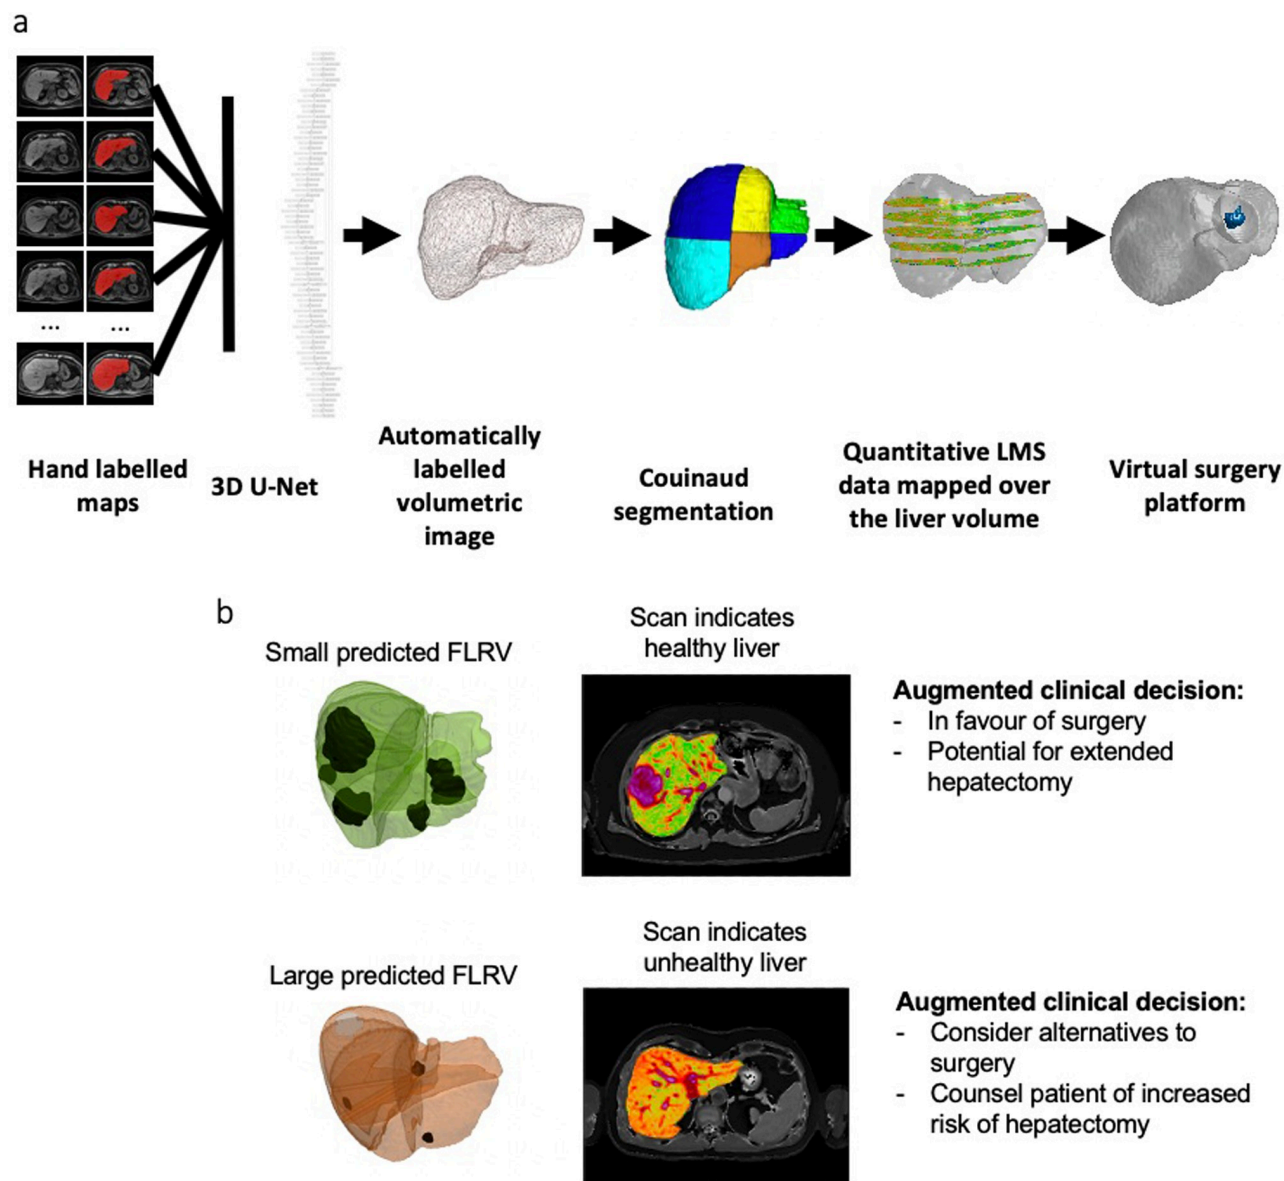 a
...
...
Hand labelled
maps
3D U-Net
Automatically
labelled
volumetric
image
Couinaud
segmentation
Quantitative LMS
data mapped over
the liver volume
Virtual surgery
platform
b
Small predicted FLRV
Scan indicates
healthy liver
Augmented clinical decision:
- In favour of surgery
- Potential for extended
hepatectomy
Large predicted FLRV
Scan indicates
unhealthy liver
Augmented clinical decision:
- Consider alternatives to
surgery
- Counsel patient of increased
risk of hepatectomy